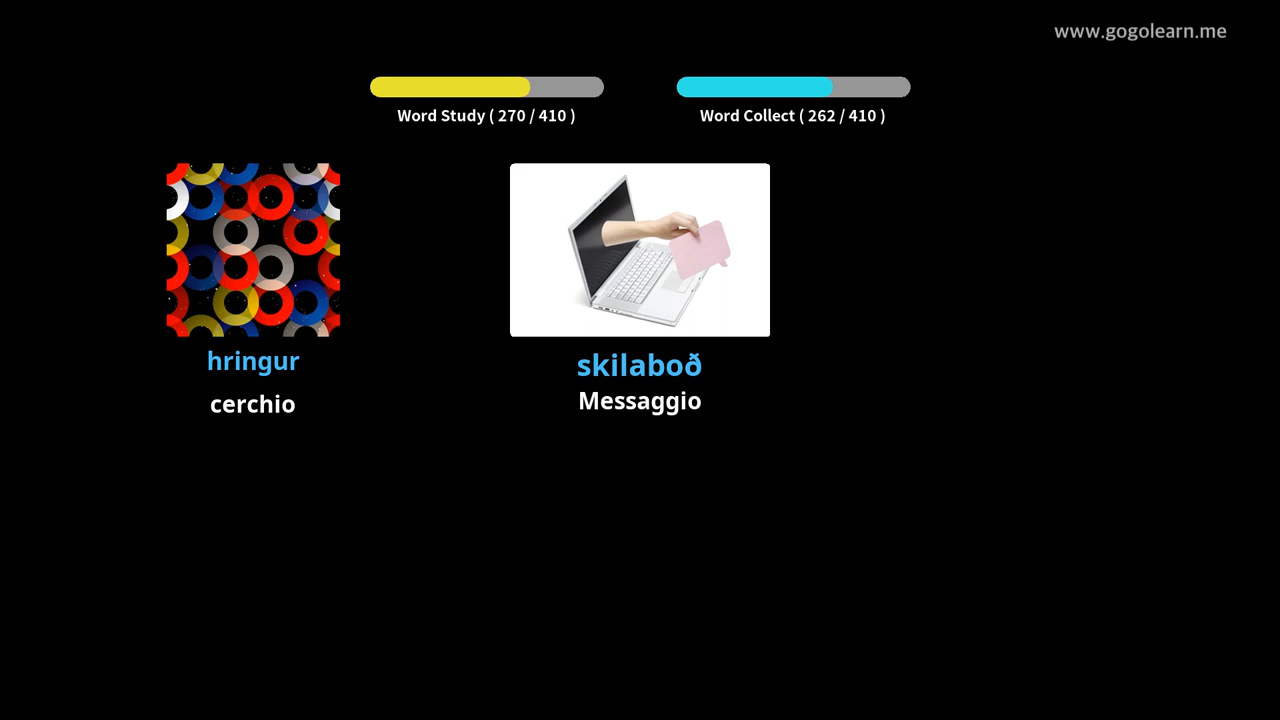 www.gogolearn.me
Word Study ( 270 / 410 )
Word Collect ( 262 / 410 )
hringur
cerchio
skilaboð
Messaggio